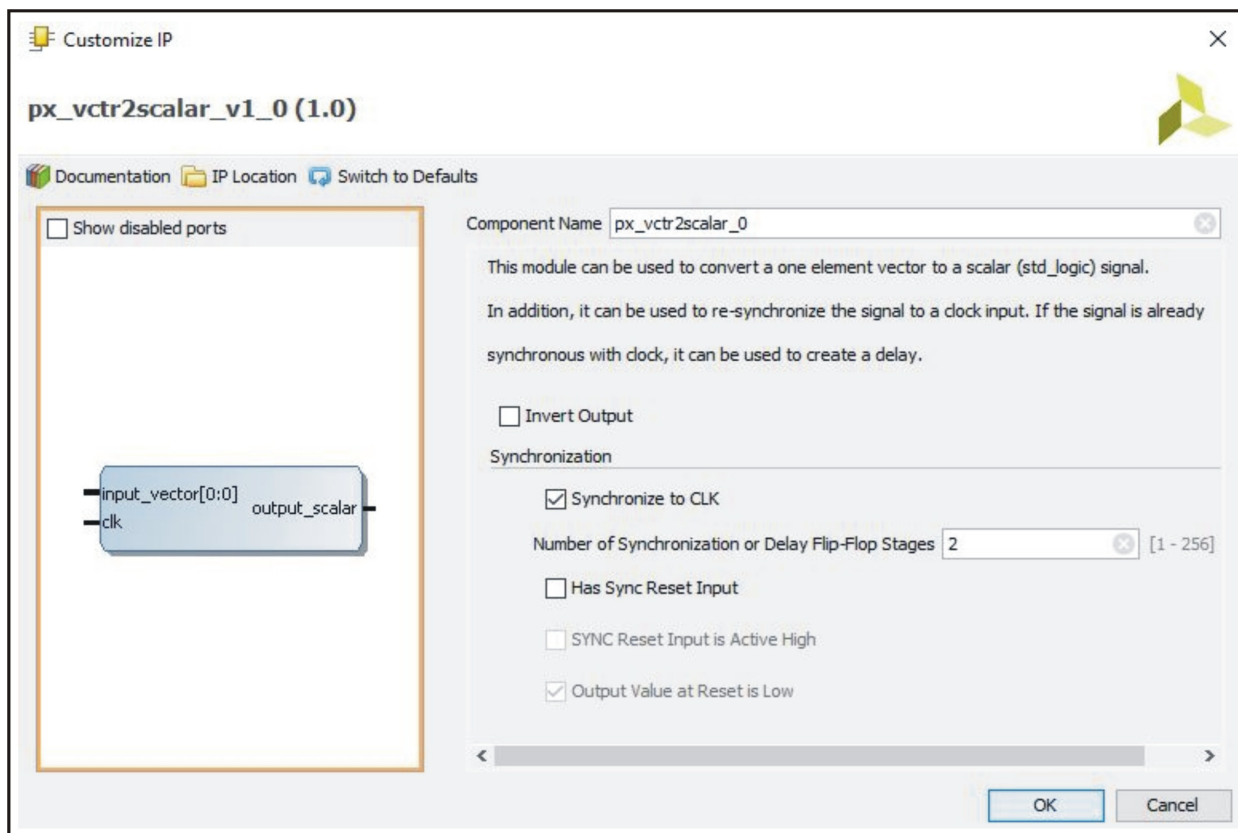 Customize IP
px_vctr2scalar_v1_0 (1.0)
Documentation IP Location Switch to Defaults
Show disabled ports
input_vector[0:0]
clk
output_scalar
Component Name px_vctr2scalar_0
This module can be used to convert a one element vector to a scalar (std_logic) signal.
In addition, it can be used to re-synchronize the signal to a clock input. If the signal is already
synchronous with clock, it can be used to create a delay.
Invert Output
Synchronization
Synchronize to CLK
Number of Synchronization or Delay Flip-Flop Stages 2 [1 - 256]
Has Sync Reset Input
SYNC Reset Input is Active High
Output Value at Reset is Low
OK Cancel